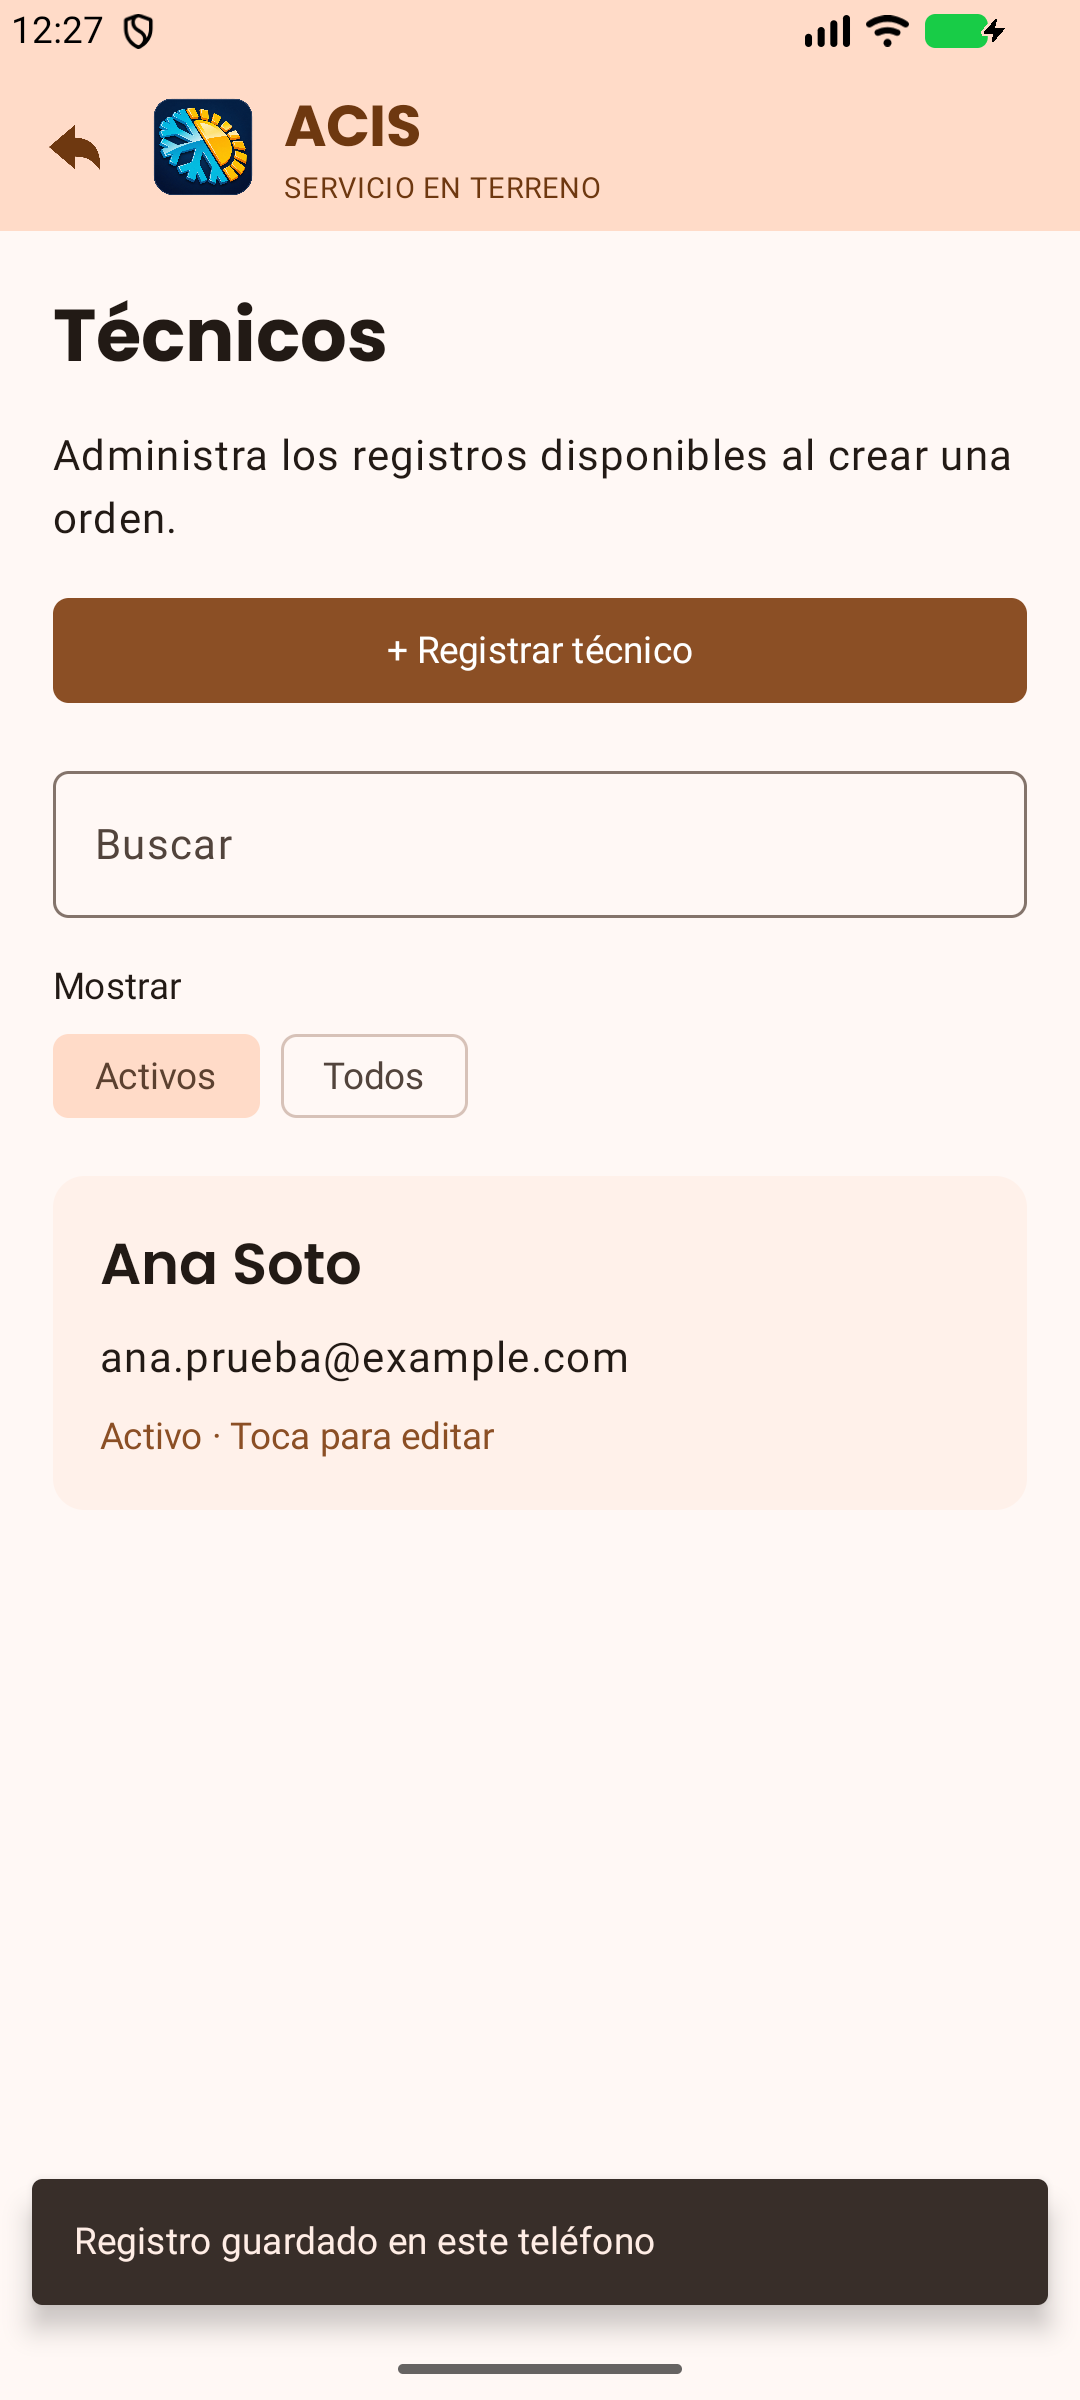 12:27
ACIS
SERVICIO EN TERRENO
Técnicos
Administra los registros disponibles al crear una
orden.
+ Registrar técnico
Buscar
Mostrar
Activos
Todos
Ana Soto
ana.prueba@example.com
Activo · Toca para editar
Registro guardado en este teléfono